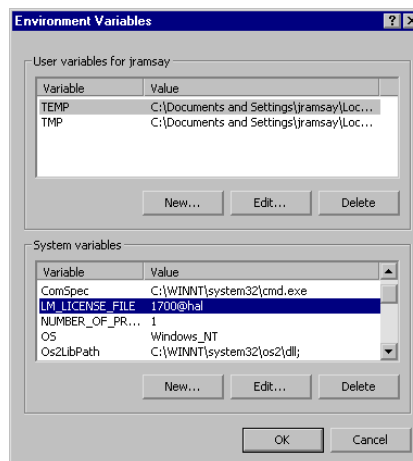 Environment Variables
User variables for jramsay
Variable Value
TEMP C:\Documents and Settings\jramsay\Loc...
TMP C:\Documents and Settings\jramsay\Loc...
New... Edit... Delete
System variables
Variable Value
ComSpec C:\WINNT\system32\cmd.exe
LM_LICENSE_FILE 1700@hal
NUMBER_OF_PR... 1
OS Windows_NT
Os2LibPath C:\WINNT\system32\os2\dll;
New... Edit... Delete
OK Cancel